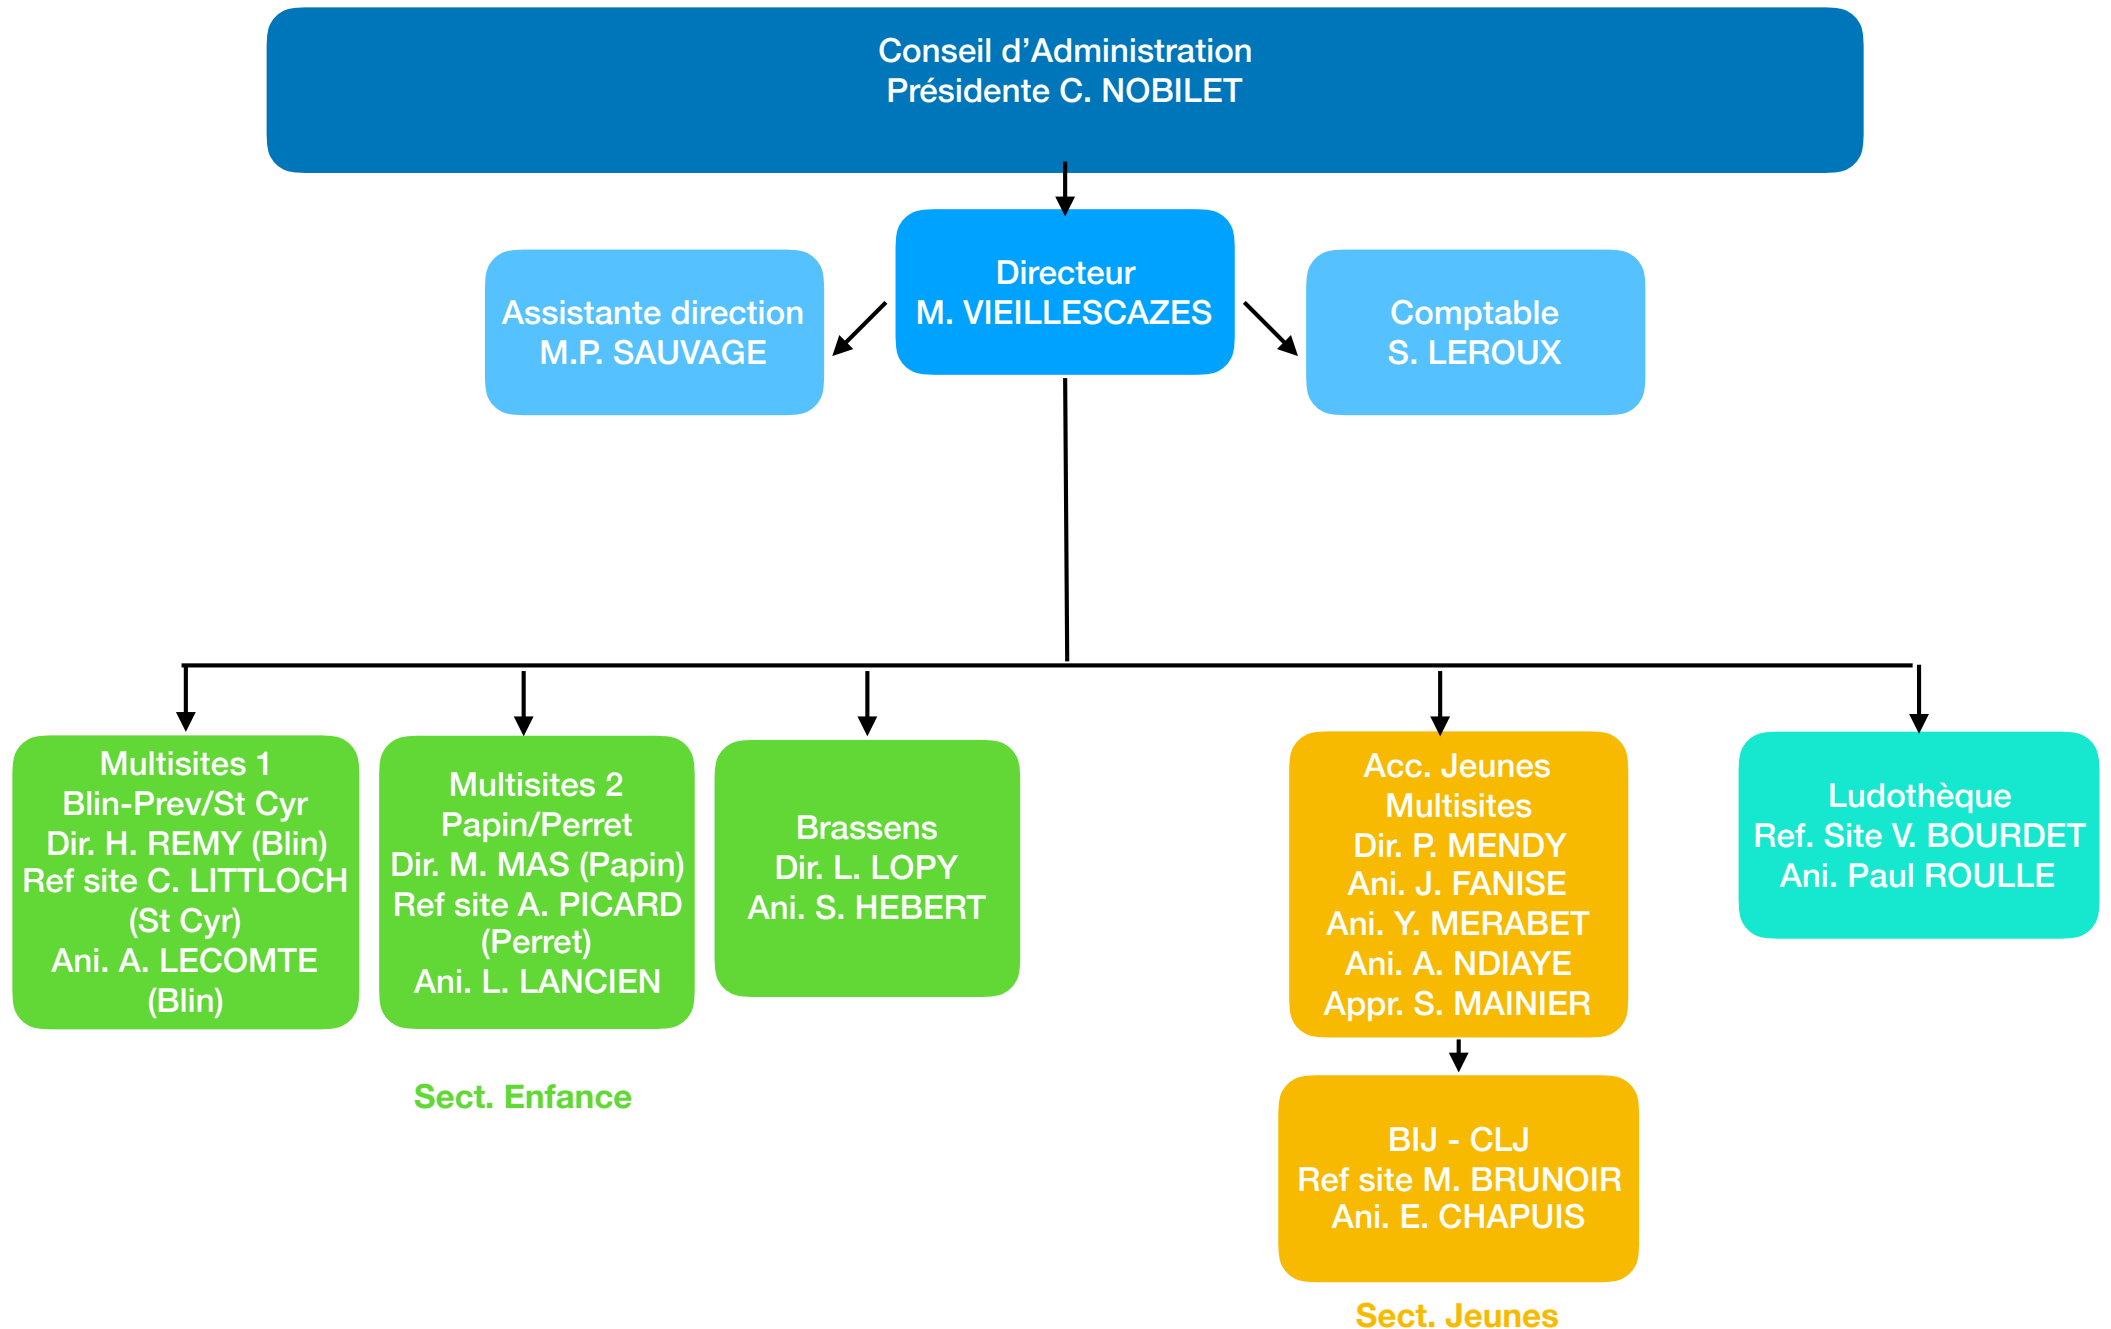 Conseil d’Administration
Présidente C. NOBILET
Directeur
M. VIEILLESCAZES
Assistante direction
M.P. SAUVAGE
Comptable
S. LEROUX
Multisites 1
Blin-Prev/St Cyr
Dir. H. REMY (Blin)
Ref site C. LITTLOCH
(St Cyr)
Ani. A. LECOMTE
(Blin)
Multisites 2
Papin/Perret
Dir. M. MAS (Papin)
Ref site A. PICARD
(Perret)
Ani. L. LANCIEN
Brassens
Dir. L. LOPY
Ani. S. HEBERT
Acc. Jeunes
Multisites
Dir. P. MENDY
Ani. J. FANISE
Ani. Y. MERABET
Ani. A. NDIAYE
Appr. S. MAINIER
Ludothèque
Ref. Site V. BOURDET
Ani. Paul ROULLE
Sect. Enfance
BIJ - CLJ
Ref site M. BRUNOIR
Ani. E. CHAPUIS
Sect. Jeunes